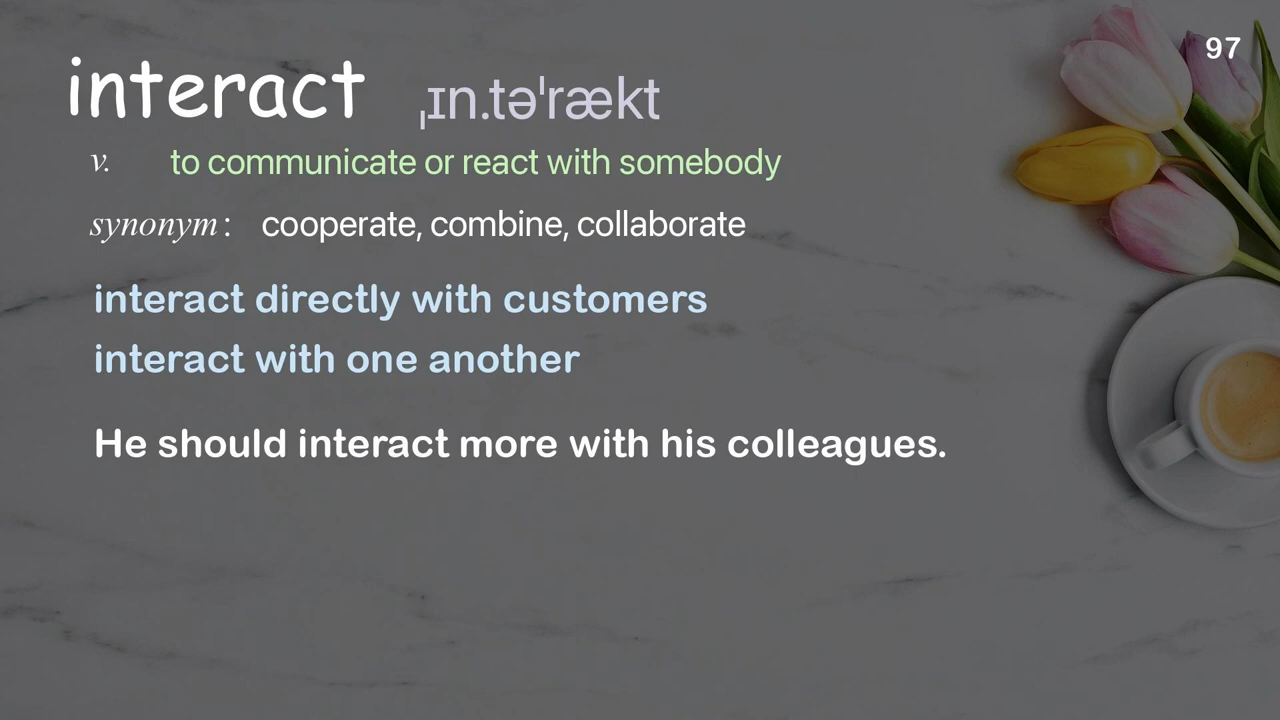 97
interact ˌɪn.təˈrækt
v. to communicate or react with somebody
synonym: cooperate, combine, collaborate
interact directly with customers
interact with one another
He should interact more with his colleagues.